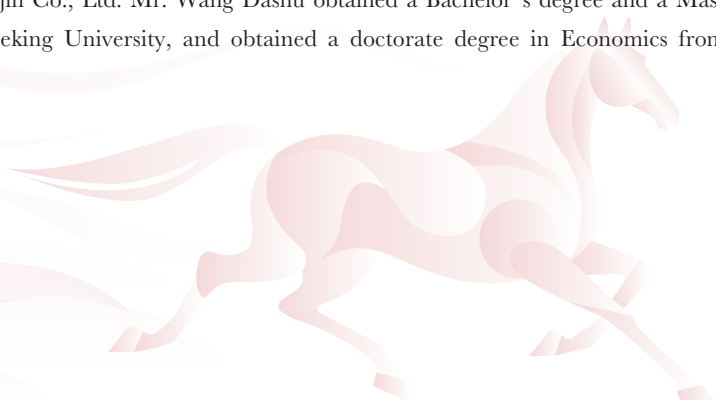 jin Co., Ltd. Mr. Wang Dashu obtained a Bachelor's degree and a Mas
eking University, and obtained a doctorate degree in Economics from